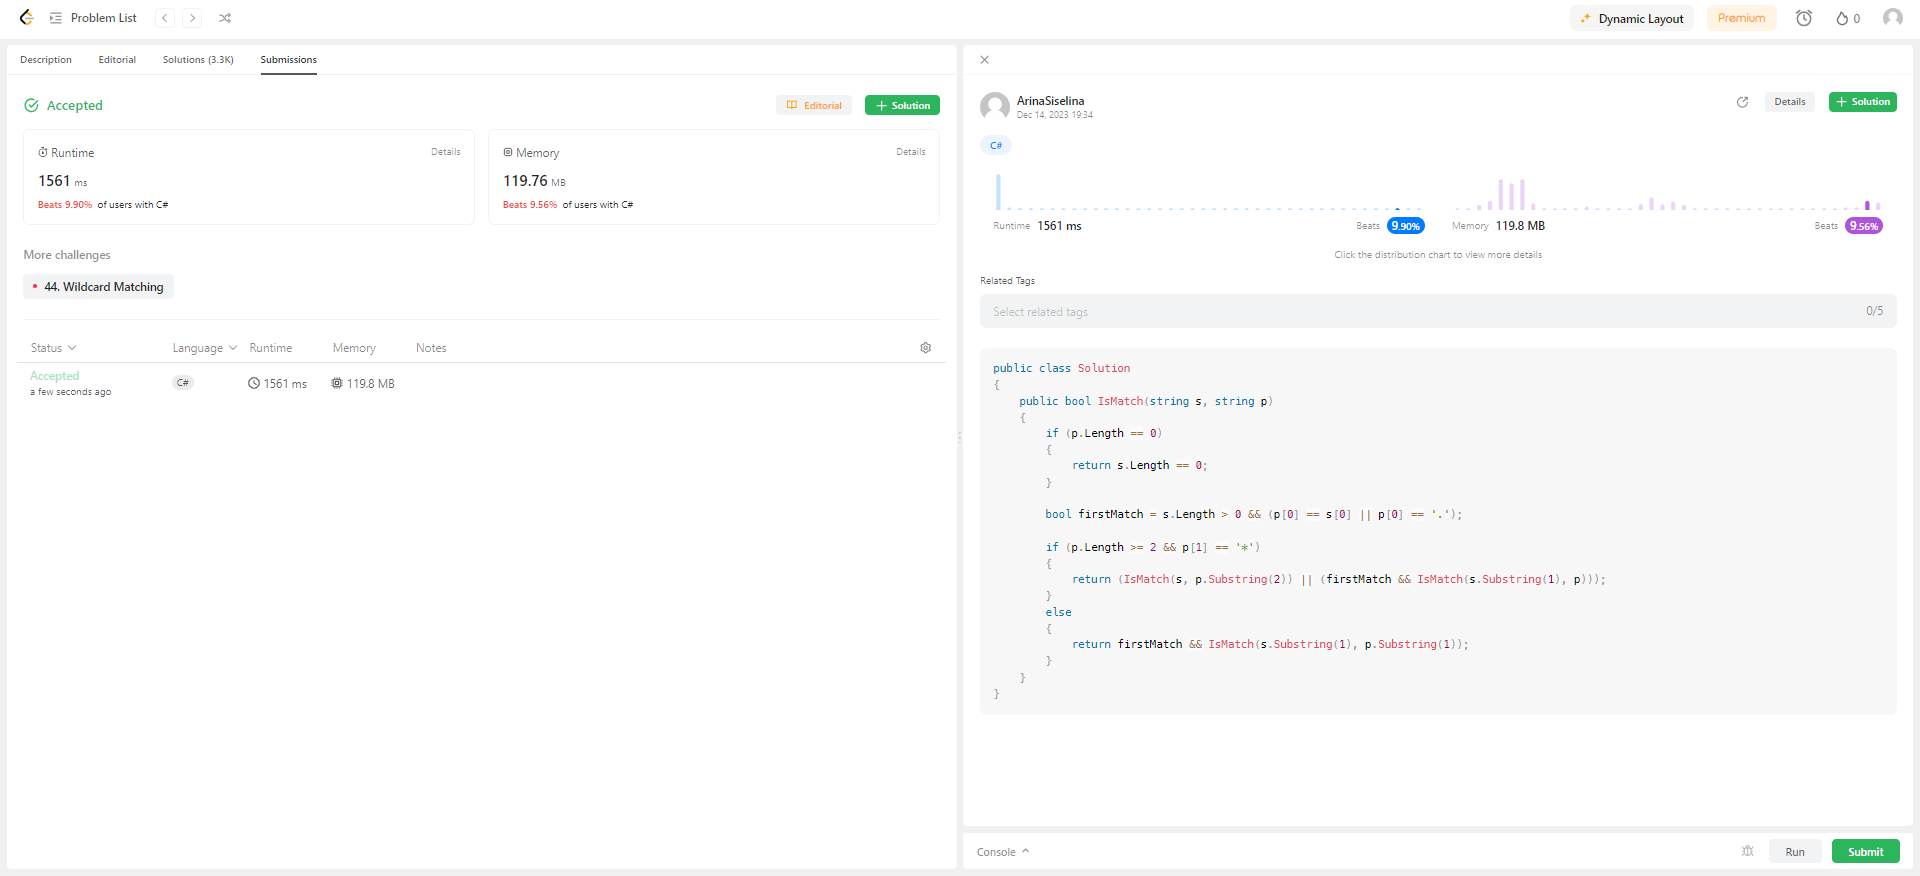 Problem List
Dynamic Layout
Premium
0
Description
Editorial
Solutions (3.3K)
Submissions
Accepted
Editorial
Solution
Runtime
Details
1561 ms
Beats 9.90% of users with C#
Memory
Details
119.76 MB
Beats 9.56% of users with C#
More challenges
44. Wildcard Matching
Status
Language
Runtime
Memory
Notes
Accepted
a few seconds ago
C#
1561 ms
119.8 MB
ArinaSiselina
Dec 14, 2023 19:34
Details
Solution
C#
Runtime 1561 ms
Beats 9.90%
Memory 119.8 MB
Beats 9.56%
Click the distribution chart to view more details
Related Tags
Select related tags
0/5
public class Solution
{
    public bool IsMatch(string s, string p)
    {
        if (p.Length == 0)
        {
            return s.Length == 0;
        }

        bool firstMatch = s.Length > 0 && (p[0] == s[0] || p[0] == '.');

        if (p.Length >= 2 && p[1] == '*')
        {
            return (IsMatch(s, p.Substring(2)) || (firstMatch && IsMatch(s.Substring(1), p)));
        }
        else
        {
            return firstMatch && IsMatch(s.Substring(1), p.Substring(1));
        }
    }
}
Console
Run
Submit